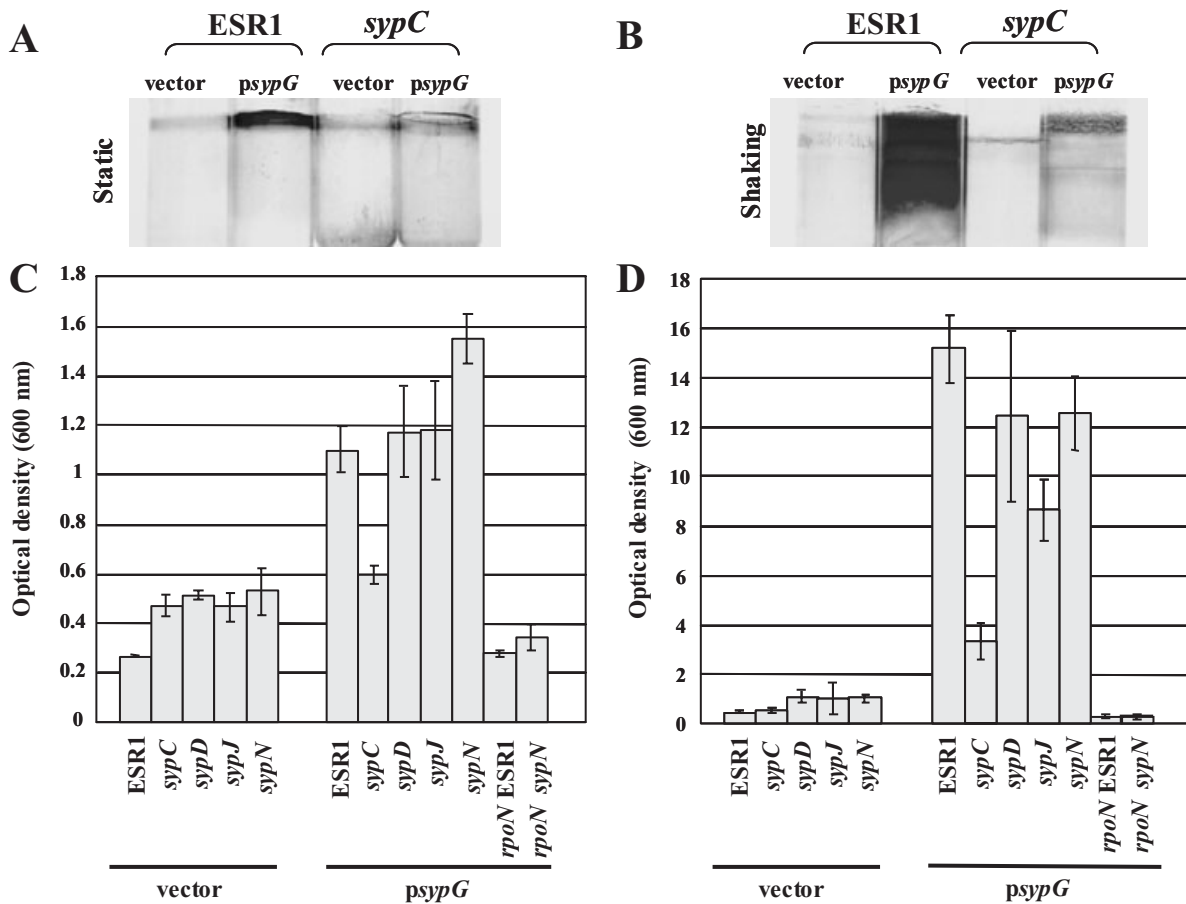 A
ESR1 sypC
vector psypG vector psypG
Static
B
ESR1 sypC
vector psypG vector psypG
Shaking
C
Optical density (600 nm)
1.8
1.6
1.4
1.2
1
0.8
0.6
0.4
0.2
0
ESR1
sypC
sypD
sypJ
sypN
ESR1
sypC
sypD
sypJ
sypN
rpoN ESR1
rpoN sypN
vector psypG
D
Optical density (600 nm)
18
16
14
12
10
8
6
4
2
0
ESR1
sypC
sypD
sypJ
sypN
ESR1
sypC
sypD
sypJ
sypN
rpoN ESR1
rpoN sypN
vector psypG